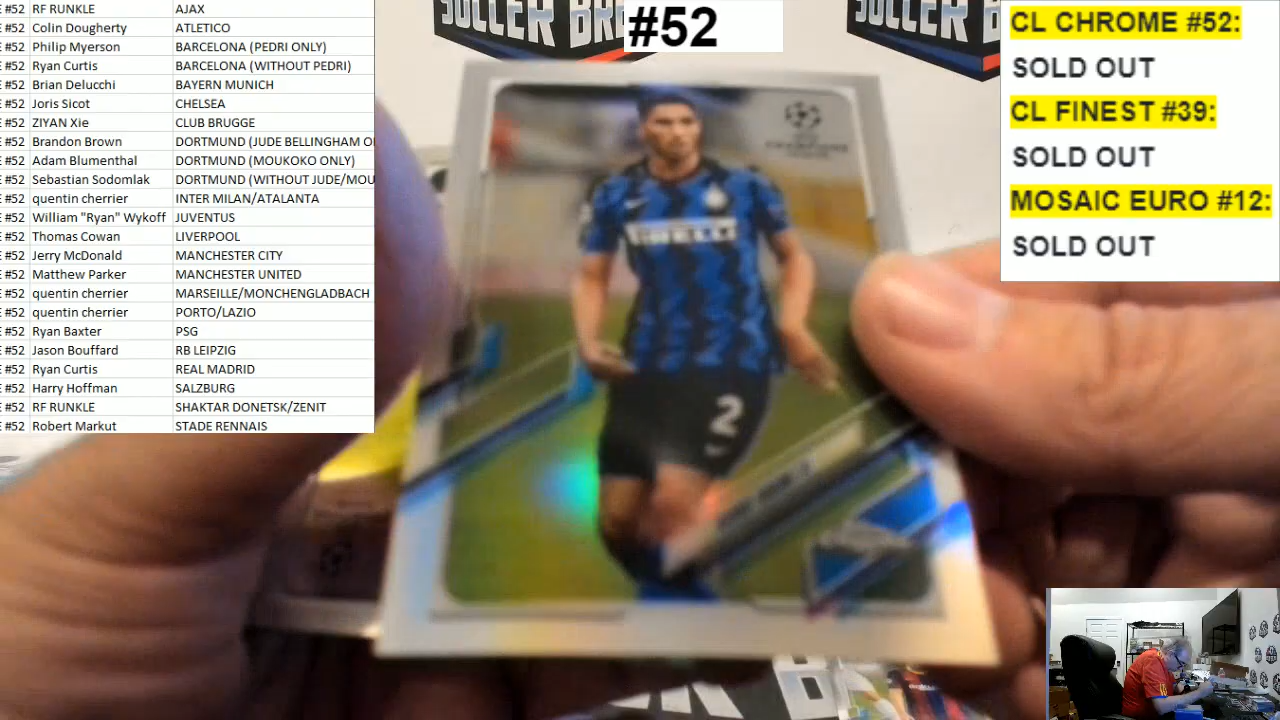 SOCCER BR
#52
E #52 RF RUNKLE AJAX
E #52 Colin Dougherty ATLETICO
E #52 Philip Myerson BARCELONA (PEDRI ONLY)
E #52 Ryan Curtis BARCELONA (WITHOUT PEDRI)
E #52 Brian Delucchi BAYERN MUNICH
E #52 Joris Sicot CHELSEA
E #52 ZIYAN Xie CLUB BRUGGE
E #52 Brandon Brown DORTMUND (JUDE BELLINGHAM O
E #52 Adam Blumenthal DORTMUND (MOUKOKO ONLY)
E #52 Sebastian Sodomlak DORTMUND (WITHOUT JUDE/MOU
E #52 quentin cherrier INTER MILAN/ATALANTA
E #52 William "Ryan" Wykoff JUVENTUS
E #52 Thomas Cowan LIVERPOOL
E #52 Jerry McDonald MANCHESTER CITY
E #52 Matthew Parker MANCHESTER UNITED
E #52 quentin cherrier MARSEILLE/MONCHENGLADBACH
E #52 quentin cherrier PORTO/LAZIO
E #52 Ryan Baxter PSG
E #52 Jason Bouffard RB LEIPZIG
E #52 Ryan Curtis REAL MADRID
E #52 Harry Hoffman SALZBURG
E #52 RF RUNKLE SHAKTAR DONETSK/ZENIT
E #52 Robert Markut STADE RENNAIS
CL CHROME #52:
SOLD OUT
CL FINEST #39:
SOLD OUT
MOSAIC EURO #12:
SOLD OUT
CHAMPIONS
LEAGUE
PIRELLI
2